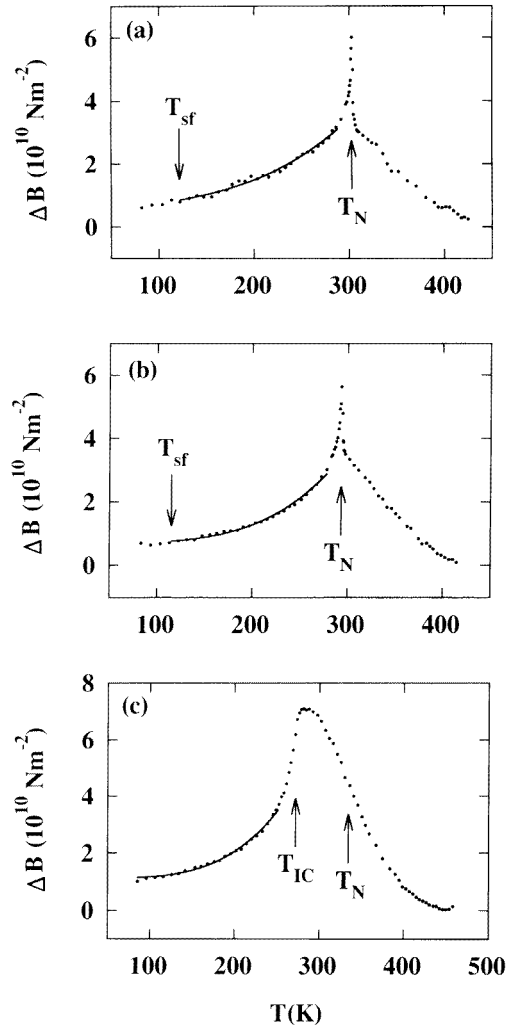 (a)
ΔB (10¹⁰ Nm⁻²)
6
4
2
0
T_sf
T_N
100 200 300 400
(b)
ΔB (10¹⁰ Nm⁻²)
6
4
2
0
T_sf
T_N
100 200 300 400
(c)
ΔB (10¹⁰ Nm⁻²)
8
6
4
2
0
T_IC
T_N
100 200 300 400 500
T(K)